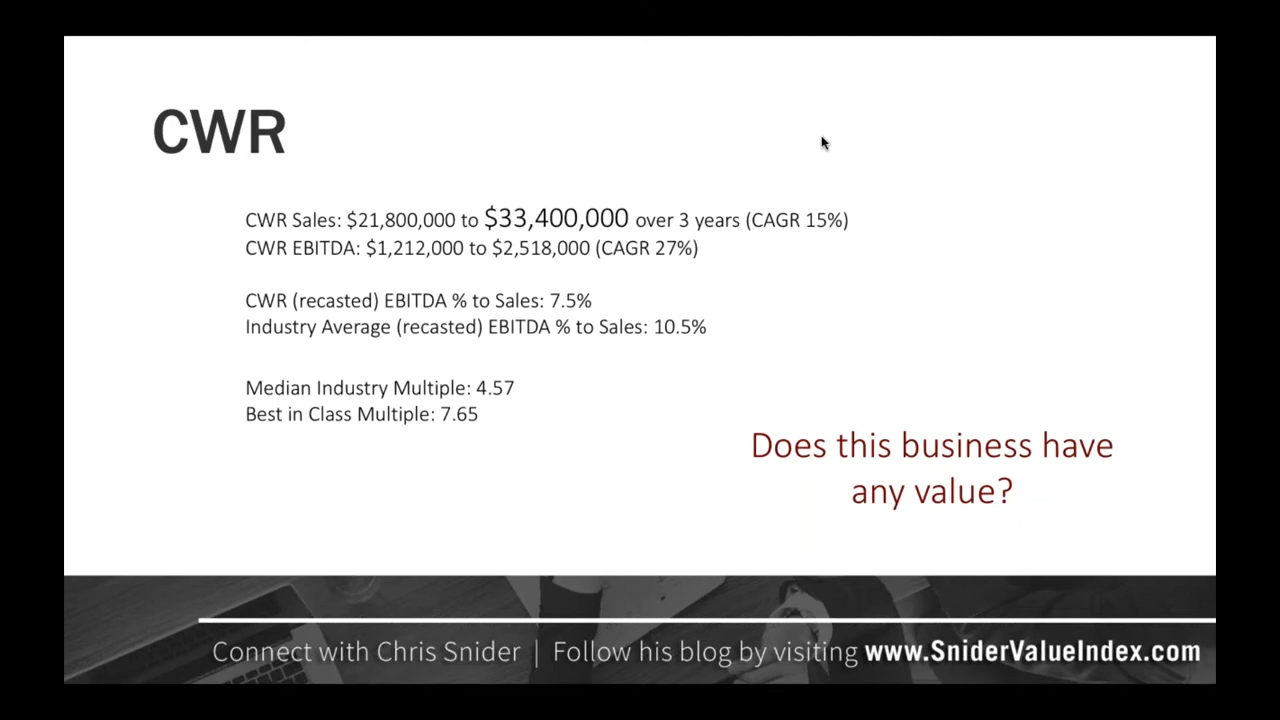 CWR
CWR Sales: $21,800,000 to $33,400,000 over 3 years (CAGR 15%)
CWR EBITDA: $1,212,000 to $2,518,000 (CAGR 27%)
CWR (recasted) EBITDA % to Sales: 7.5%
Industry Average (recasted) EBITDA % to Sales: 10.5%
Median Industry Multiple: 4.57
Best in Class Multiple: 7.65
Does this business have
any value?
Connect with Chris Snider | Follow his blog by visiting www.SniderValueIndex.com